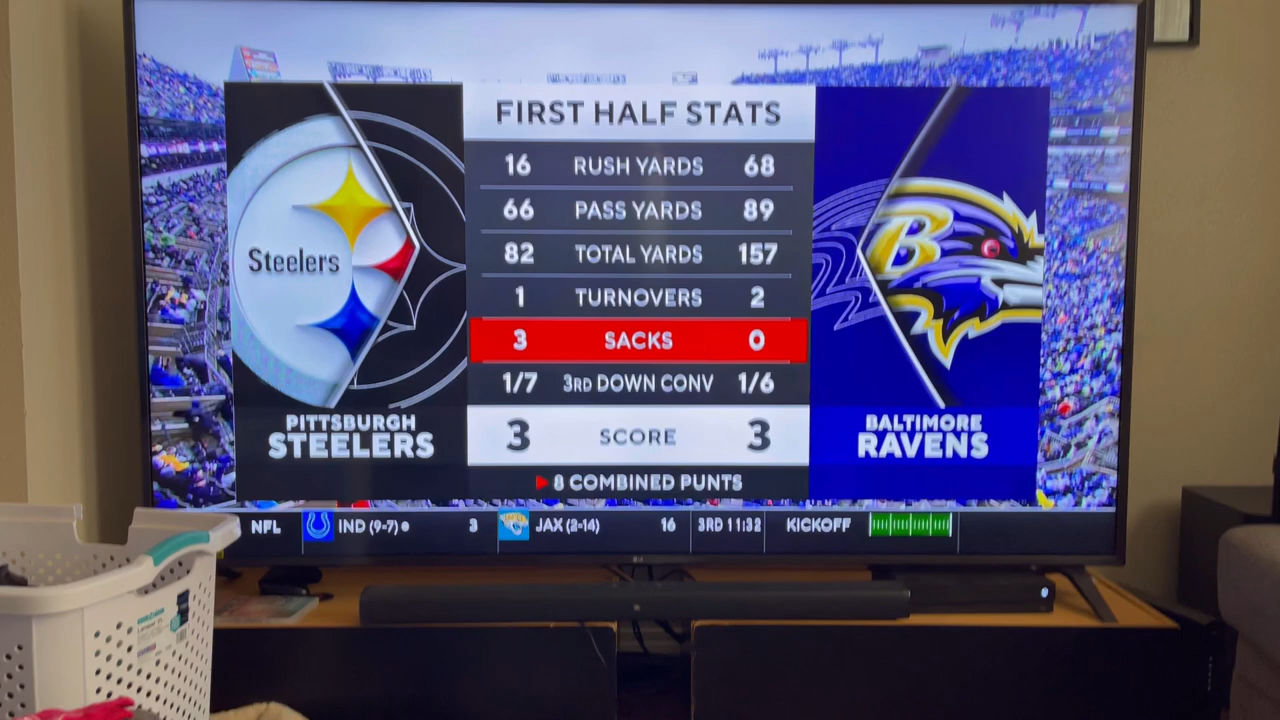 FIRST HALF STATS
16 RUSH YARDS 68
66 PASS YARDS 89
82 TOTAL YARDS 157
1 TURNOVERS 2
3 SACKS 0
1/7 3RD DOWN CONV 1/6
3 SCORE 3
8 COMBINED PUNTS
Steelers
PITTSBURGH
STEELERS
B
BALTIMORE
RAVENS
NFL IND (9-7) 3 JAX (2-14) 16 3RD 11:32 KICKOFF
LG